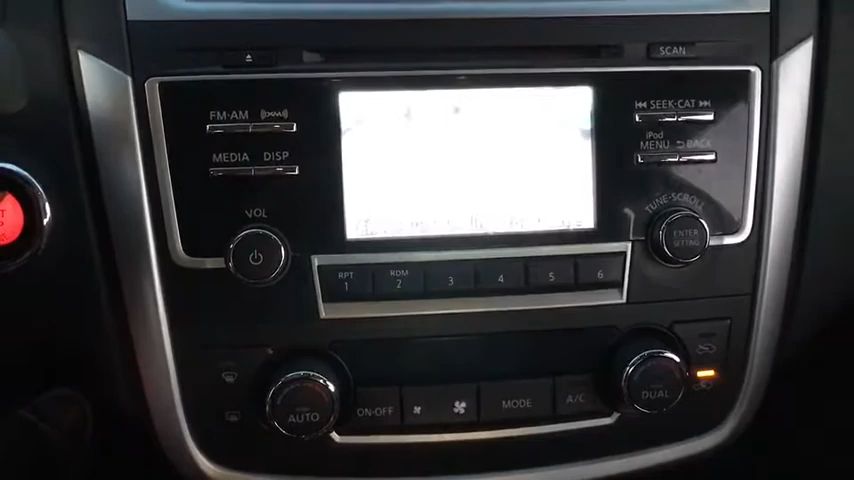 SCAN
FM·AM
SEEK·CAT
iPod
MENU
BACK
MEDIA
DISP
VOL
TUNE·SCROLL
ENTER
SETTING
RPT
1
RDM
2
3
4
5
6
AUTO
ON·OFF
MODE
A/C
DUAL